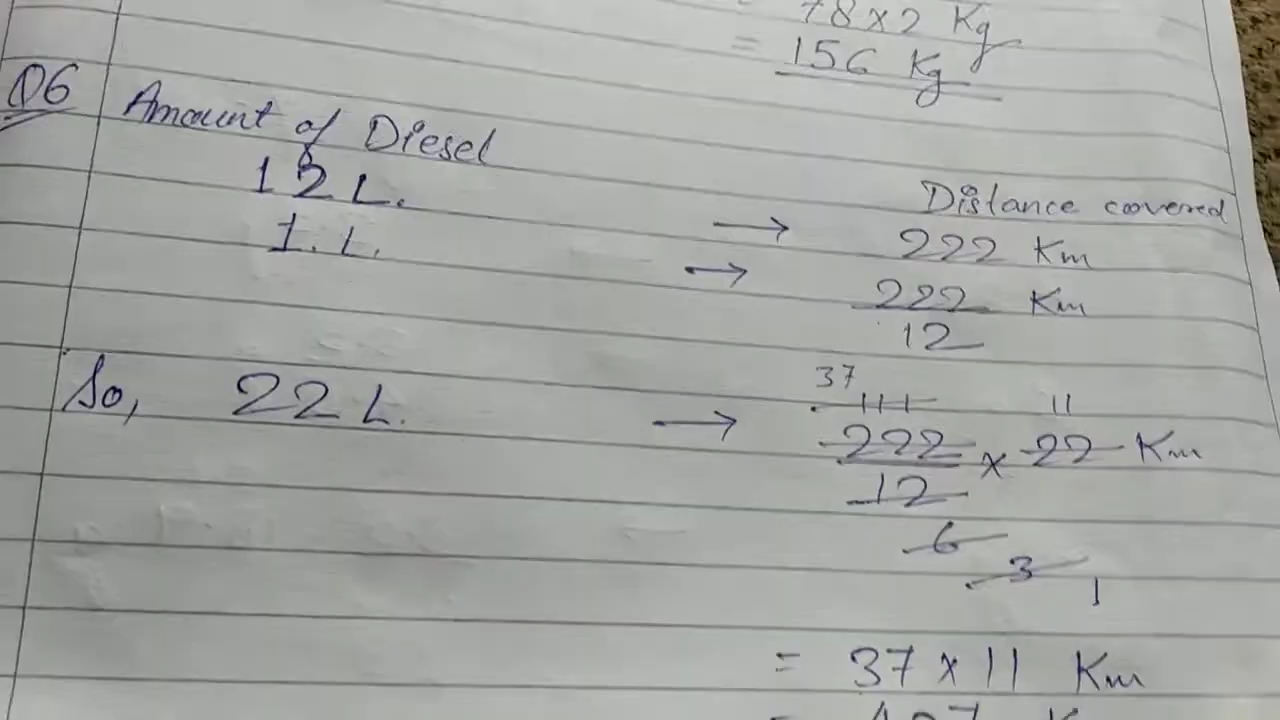 78 × 2 Kg
= 156 Kg
Q6 Amount of Diesel
Distance covered
12 L. → 222 Km
1. L. → 222/12 Km
37
111 11
So, 22 L. → 222/12 × 22 Km
6
3 1
= 37 × 11 Km
= 407 K